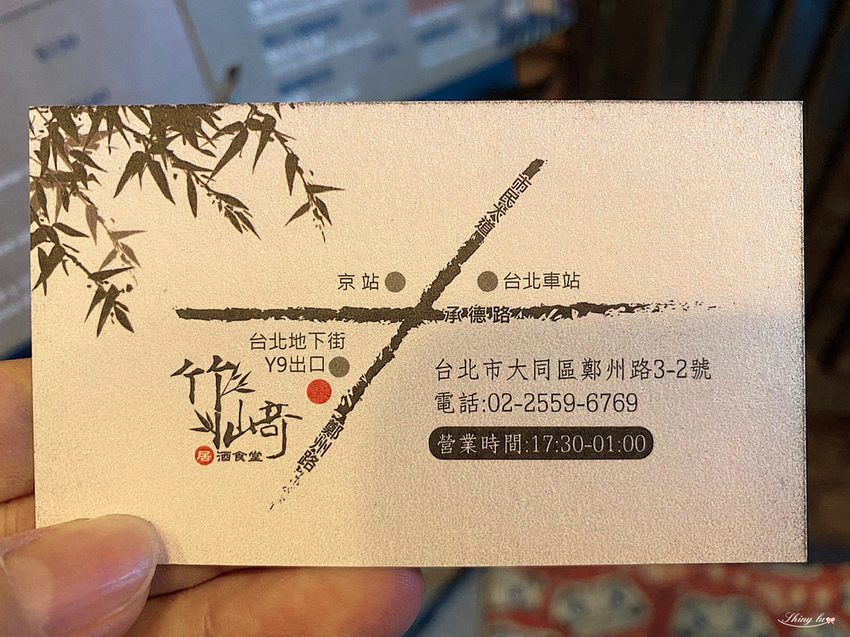 市民大道
京站
台北車站
承德路
台北地下街
Y9出口
鄭州路
竹崎
居酒食堂
台北市大同區鄭州路3-2號
電話:02-2559-6769
營業時間:17:30-01:00
Shiny lu